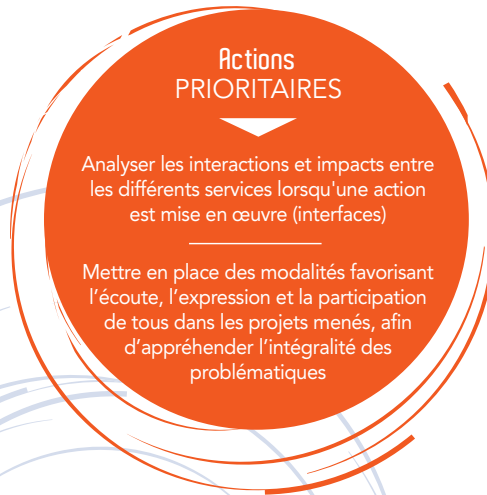 Actions
PRIORITAIRES
Analyser les interactions et impacts entre
les différents services lorsqu'une action
est mise en œuvre (interfaces)
Mettre en place des modalités favorisant
l'écoute, l'expression et la participation
de tous dans les projets menés, afin
d'appréhender l'intégralité des
problématiques